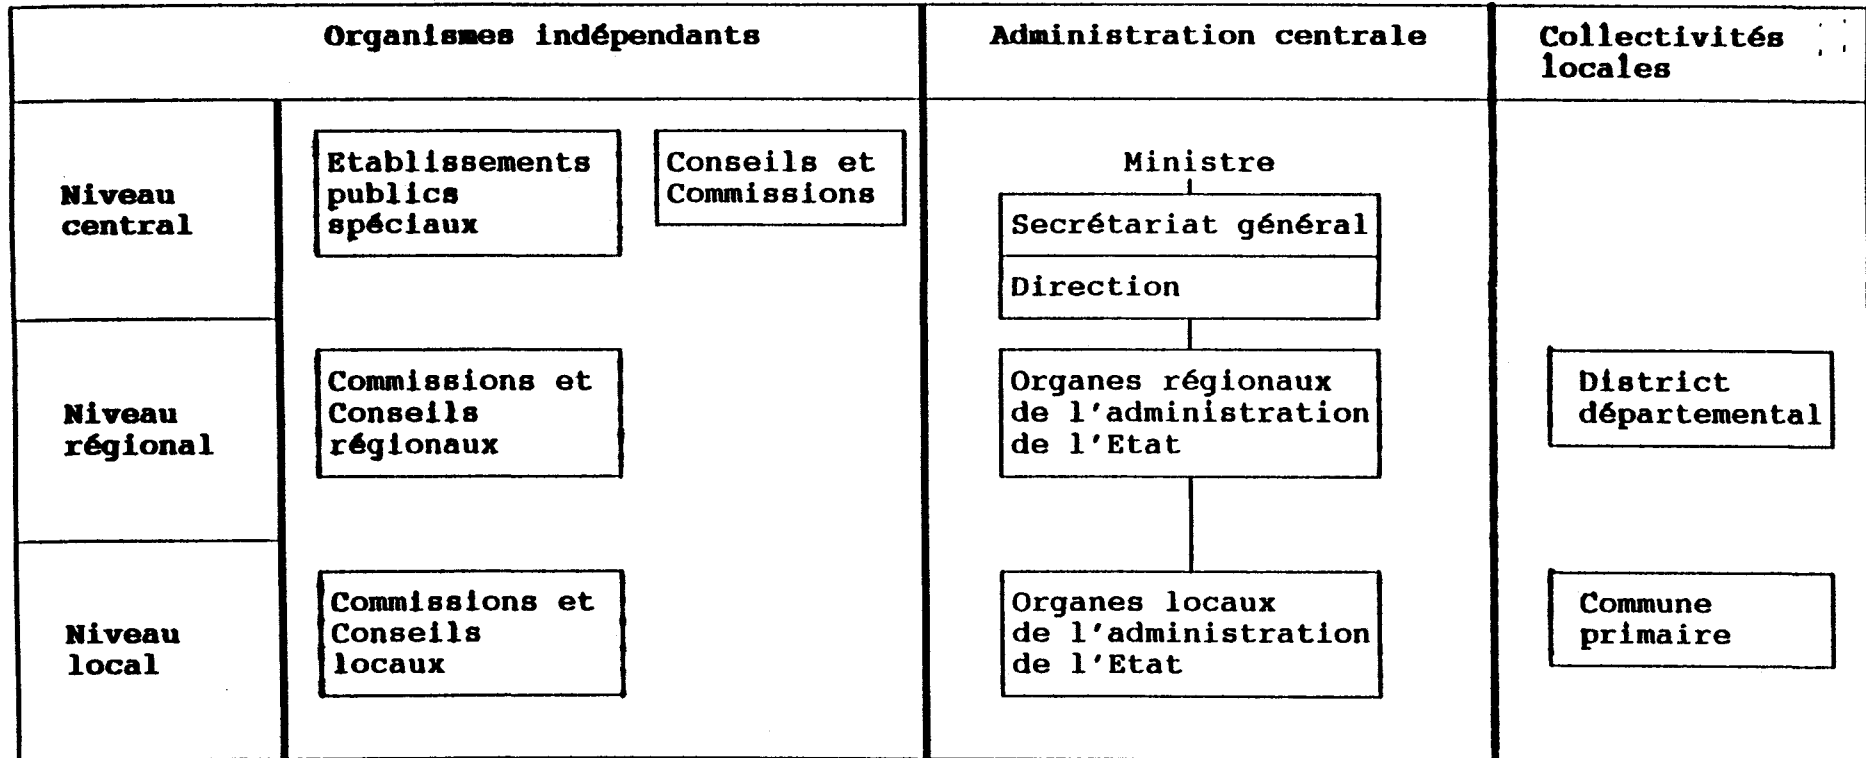 Organismes indépendants
Administration centrale
Collectivités
locales
Niveau
central
Etablissements
publics
spéciaux
Conseils et
Commissions
Ministre
Secrétariat général
Direction
Niveau
régional
Commissions et
Conseils
régionaux
Organes régionaux
de l'administration
de l'Etat
District
départemental
Niveau
local
Commissions et
Conseils
locaux
Organes locaux
de l'administration
de l'Etat
Commune
primaire